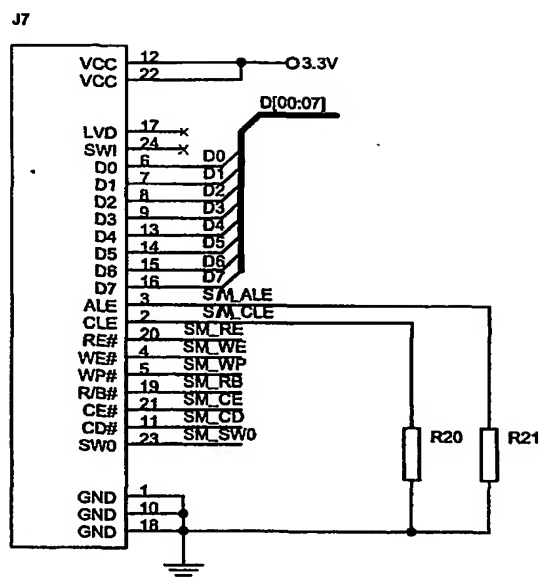 J7
VCC 12 3.3V
VCC 22
D[00:07]
LVD 17
SWI 24
D0 6 D0
D1 7 D1
D2 8 D2
D3 9 D3
D4 13 D4
D5 14 D5
D6 15 D6
D7 16 D7
ALE 3 SM_ALE
CLE 2 SM_CLE
RE# 20 SM_RE
WE# 4 SM_WE
WP# 5 SM_WP
R/B# 19 SM_RB
CE# 21 SM_CE
CD# 11 SM_CD
SW0 23 SM_SW0
R20 R21
GND 1
GND 10
GND 18